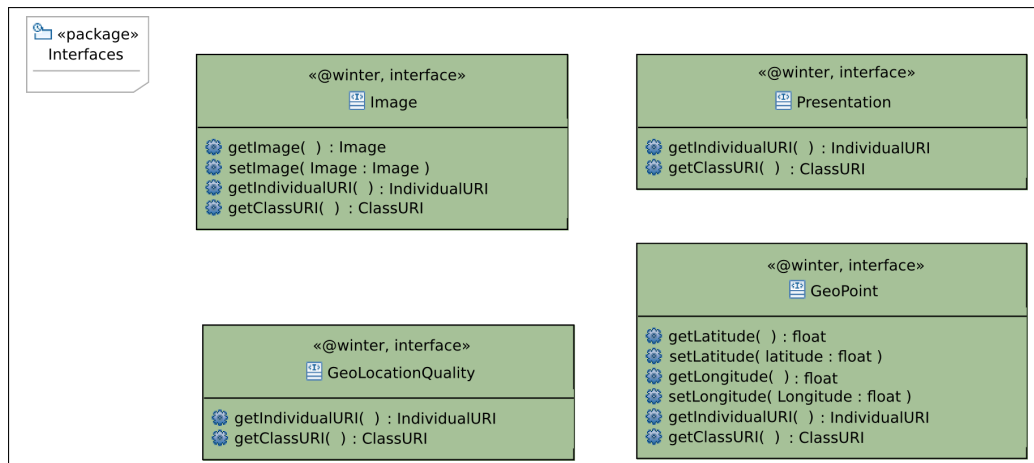 «package»
Interfaces
«@winter, interface»
Image
getImage( ) : Image
setImage( Image : Image )
getIndividualURI( ) : IndividualURI
getClassURI( ) : ClassURI
«@winter, interface»
Presentation
getIndividualURI( ) : IndividualURI
getClassURI( ) : ClassURI
«@winter, interface»
GeoLocationQuality
getIndividualURI( ) : IndividualURI
getClassURI( ) : ClassURI
«@winter, interface»
GeoPoint
getLatitude( ) : float
setLatitude( latitude : float )
getLongitude( ) : float
setLongitude( Longitude : float )
getIndividualURI( ) : IndividualURI
getClassURI( ) : ClassURI